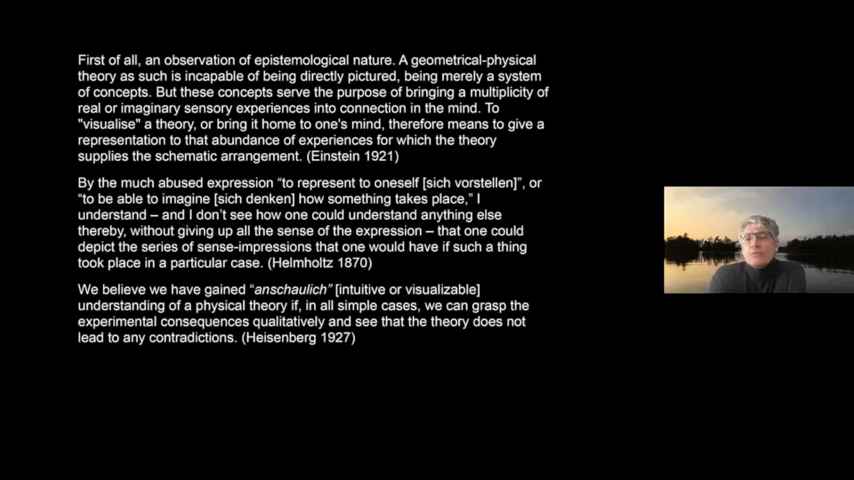 First of all, an observation of epistemological nature. A geometrical-physical
theory as such is incapable of being directly pictured, being merely a system
of concepts. But these concepts serve the purpose of bringing a multiplicity of
real or imaginary sensory experiences into connection in the mind. To
"visualise" a theory, or bring it home to one's mind, therefore means to give a
representation to that abundance of experiences for which the theory
supplies the schematic arrangement. (Einstein 1921)
By the much abused expression “to represent to oneself [sich vorstellen]”, or
“to be able to imagine [sich denken] how something takes place,” I
understand – and I don’t see how one could understand anything else
thereby, without giving up all the sense of the expression – that one could
depict the series of sense-impressions that one would have if such a thing
took place in a particular case. (Helmholtz 1870)
We believe we have gained “anschaulich” [intuitive or visualizable]
understanding of a physical theory if, in all simple cases, we can grasp the
experimental consequences qualitatively and see that the theory does not
lead to any contradictions. (Heisenberg 1927)